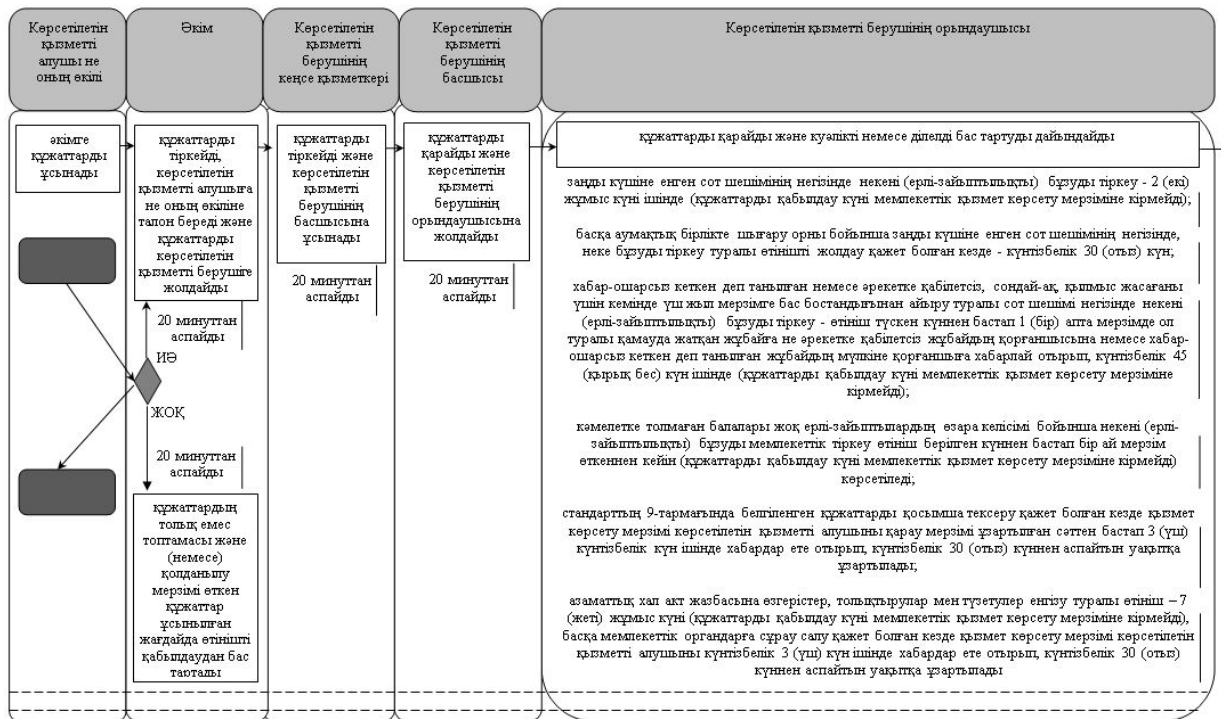 Көрсетілетін
қызметті
алушы не
оның өкілі
Әкім
Көрсетілетін
қызметті
берушінің
кеңсе қызметкері
Көрсетілетін
қызметті
берушінің
басшысы
Көрсетілетін қызметті берушінің орындаушысы
әкімге
құжаттарды
ұсынады
құжаттарды
тіркейді,
көрсетілетін
қызметті алушыға
не оның өкіліне
талон береді және
құжаттарды
көрсетілетін
қызметті берушіге
жолдайды
20 минуттан
аспайды
ИӘ
ЖОҚ
20 минуттан
аспайды
құжаттардың
толық емес
топтамасы және
(немесе)
қолданылу
мерзімі өткен
құжаттар
ұсынылған
жағдайда өтінішті
қабылдаудан бас
тартады
құжаттарды
тіркейді және
көрсетілетін
қызметті
берушінің
басшысына
ұсынады
20 минуттан
аспайды
құжаттарды
қарайды және
көрсетілетін
қызметті
берушінің
орындаушысына
жолдайды
20 минуттан
аспайды
құжаттарды қарайды және куәлікті немесе дәлелді бас тартуды дайындайды
заңды күшіне енген сот шешімінің негізінде некені (ерлі-зайыптылықты) бұзуды тіркеу - 2 (екі)
жұмыс күні ішінде (құжаттарды қабылдау күні мемлекеттік қызмет көрсету мерзіміне кірмейді);
басқа аумақтық бірлікте шығару орны бойынша заңды күшіне енген сот шешімінің негізінде,
неке бұзуды тіркеу туралы өтінішті жолдау қажет болған кезде - күнтізбелік 30 (отыз) күн;
хабар-ошарсыз кеткен деп танылған немесе әрекетке қабілетсіз, сондай-ақ, қылмыс жасағаны
үшін кемінде үш жыл мерзімге бас бостандығынан айыру туралы сот шешімі негізінде некені
(ерлі-зайыптылықты) бұзуды тіркеу - өтініш түскен күннен бастап 1 (бір) апта мерзімде ол
туралы қамауда жатқан жұбайға не әрекетке қабілетсіз жұбайдың қорғаншысына немесе хабар-
ошарсыз кеткен деп танылған жұбайдың мүлкіне қорғаншыға хабарлай отырып, күнтізбелік 45
(қырық бес) күн ішінде (құжаттарды қабылдау күні мемлекеттік қызмет көрсету мерзіміне
кірмейді);
кәмелетке толмаған балалары жоқ ерлі-зайыптылардың өзара келісімі бойынша некені (ерлі-
зайыптылықты) бұзуды мемлекеттік тіркеу өтініш берілген күннен бастап бір ай мерзім
өткеннен кейін (құжаттарды қабылдау күні мемлекеттік қызмет көрсету мерзіміне кірмейді)
көрсетіледі;
стандарттың 9-тармағында белгіленген құжаттарды қосымша тексеру қажет болған кезде қызмет
көрсету мерзімі көрсетілетін қызметті алушыны қарау мерзімі ұзартылған сәттен бастап 3 (үш)
күнтізбелік күн ішінде хабардар ете отырып, күнтізбелік 30 (отыз) күннен аспайтын уақытқа
ұзартылады;
азаматтық хал акт жазбасына өзгерістер, толықтырулар мен түзетулер енгізу туралы өтініш – 7
(жеті) жұмыс күні (құжаттарды қабылдау күні мемлекеттік қызмет көрсету мерзіміне кірмейді),
басқа мемлекеттік органдарға сұрау салу қажет болған кезде қызмет көрсету мерзімі көрсетілетін
қызметті алушыны күнтізбелік 3 (үш) күн ішінде хабардар ете отырып, күнтізбелік 30 (отыз)
күннен аспайтын уақытқа ұзартылады